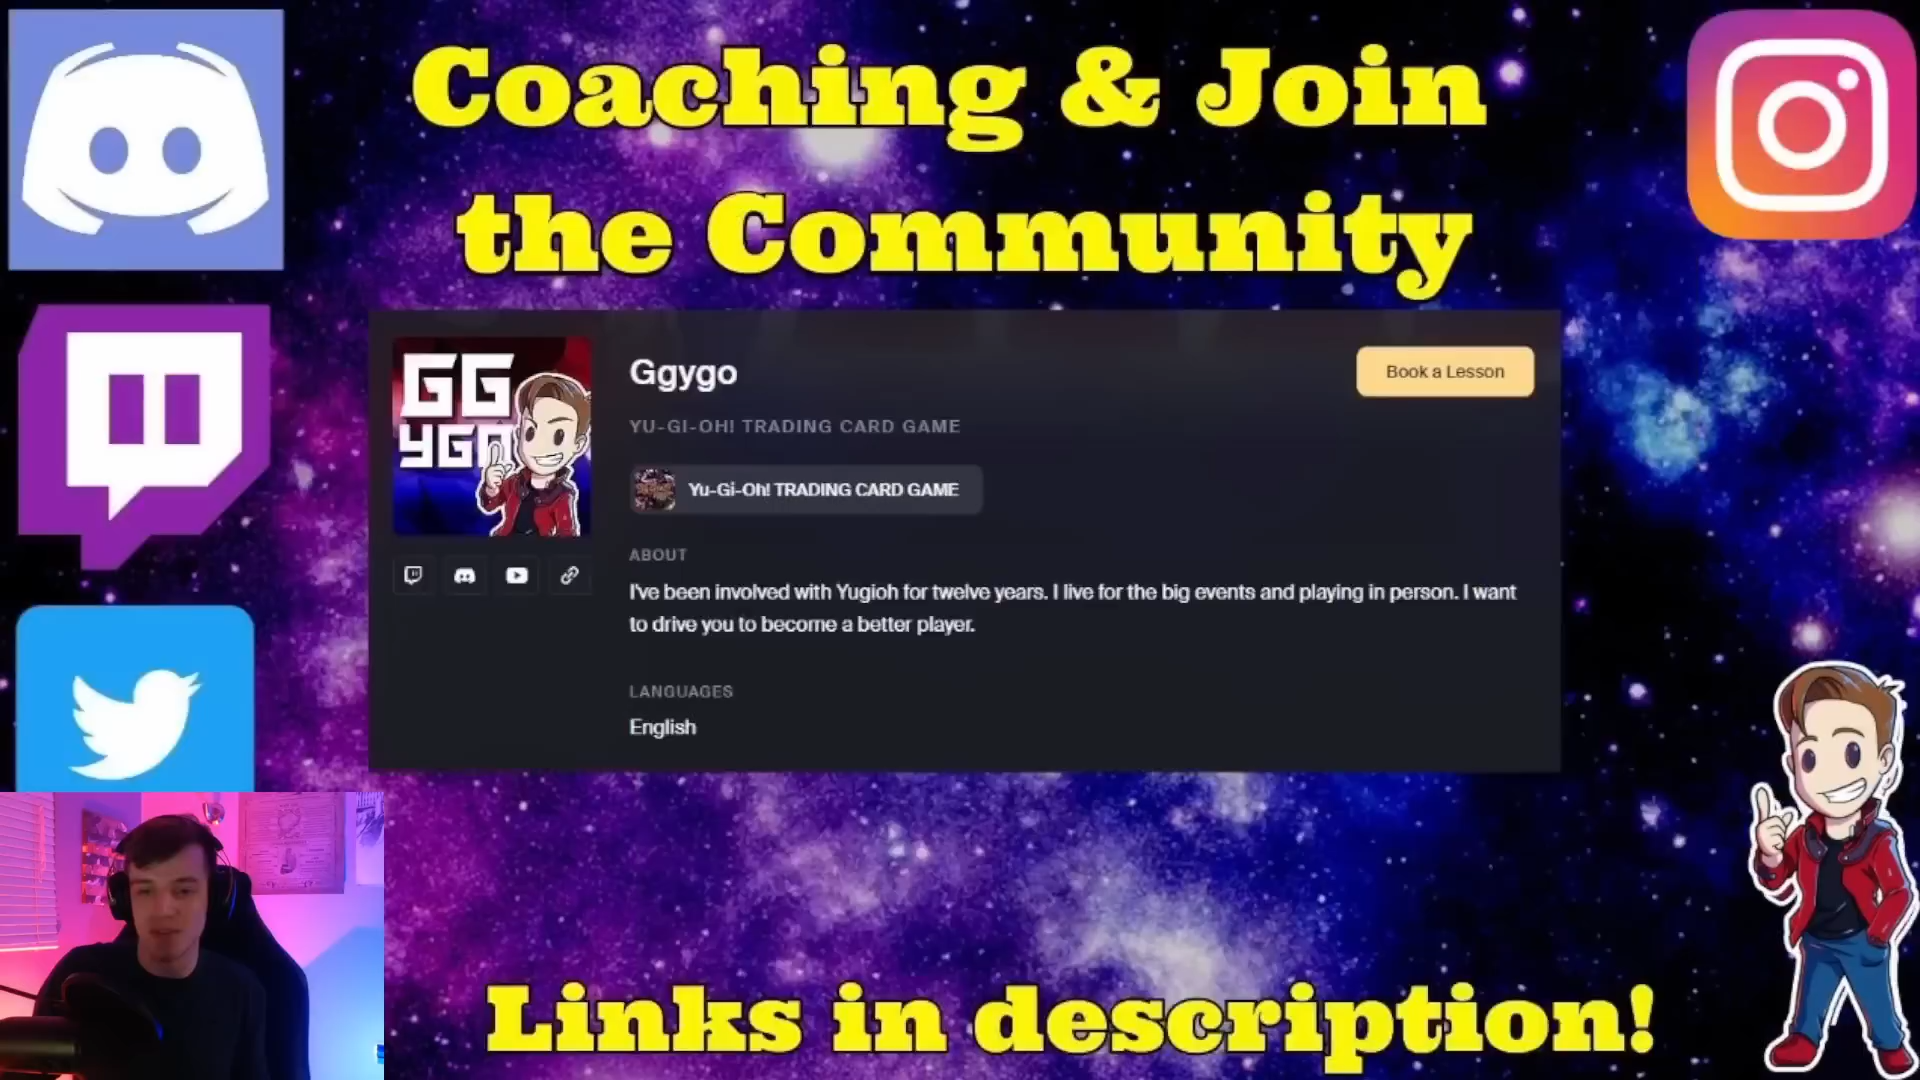 Coaching & Join
the Community
GG
YGO
Ggygo
Book a Lesson
YU-GI-OH! TRADING CARD GAME
Yu-Gi-Oh! TRADING CARD GAME
ABOUT
I've been involved with Yugioh for twelve years. I live for the big events and playing in person. I want
to drive you to become a better player.
LANGUAGES
English
Links in description!